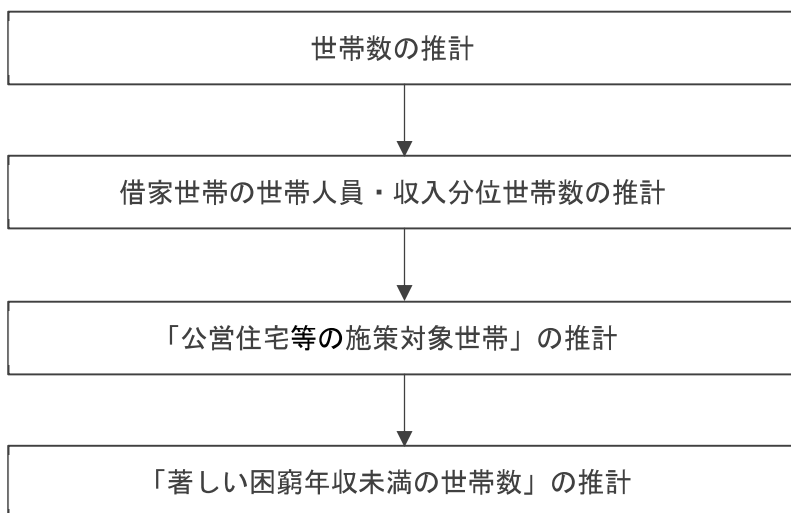 世帯数の推計
借家世帯の世帯人員・収入分位世帯数の推計
「公営住宅等の施策対象世帯」の推計
「著しい困窮年収未満の世帯数」の推計